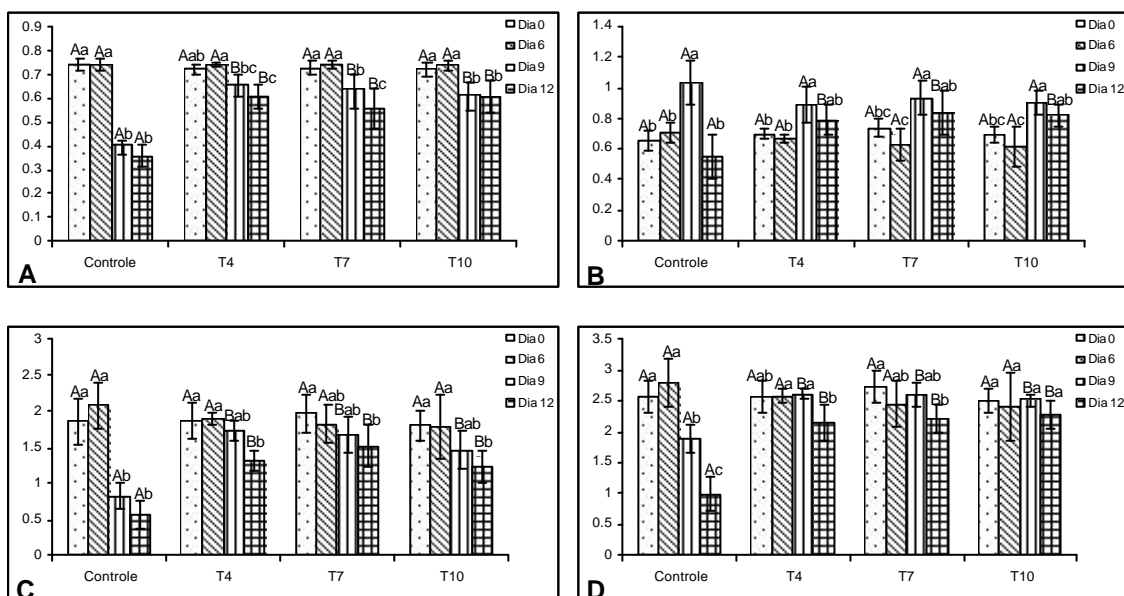 0.9
0.8
0.7
0.6
0.5
0.4
0.3
0.2
0.1
0
Aa Aa Ab Ab
Aab Aa Bbc Bc
Aa Aa Bb Bc
Aa Aa Bb Bb
Controle T4 T7 T10
Dia 0
Dia 6
Dia 9
Dia 12
A
1.4
1.2
1
0.8
0.6
0.4
0.2
0
Ab Ab Aa Ab
Ab Ab Aa Bab
Abc Ac Aa Bab
Abc Ac Aa Bab
Controle T4 T7 T10
Dia 0
Dia 6
Dia 9
Dia 12
B
3
2.5
2
1.5
1
0.5
0
Aa Aa Ab Ab
Aa Aa Bab Bb
Aa Aab Bab Bb
Aa Aa Bab Bb
Controle T4 T7 T10
Dia 0
Dia 6
Dia 9
Dia 12
C
3.5
3
2.5
2
1.5
1
0.5
0
Aa Aa Ab Ac
Aab Aa Ba Bb
Aa Aab Bab Bb
Aa Aa Ba Ba
Controle T4 T7 T10
Dia 0
Dia 6
Dia 9
Dia 12
D